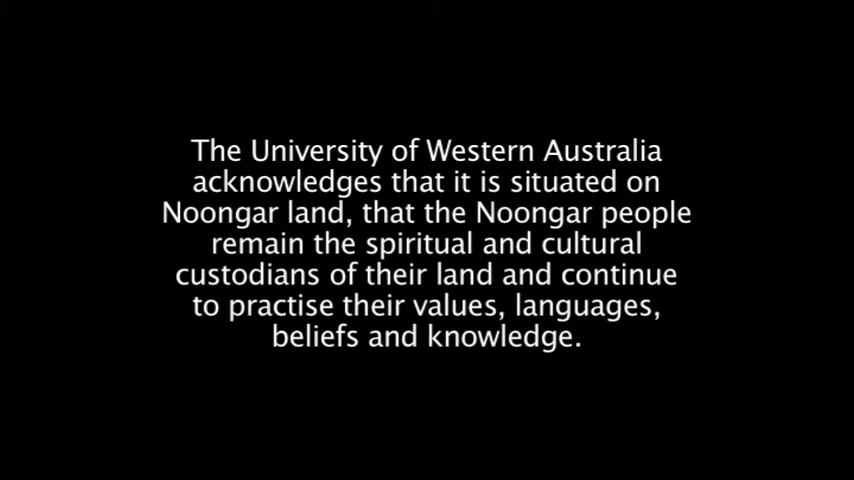 The University of Western Australia
acknowledges that it is situated on
Noongar land, that the Noongar people
remain the spiritual and cultural
custodians of their land and continue
to practise their values, languages,
beliefs and knowledge.